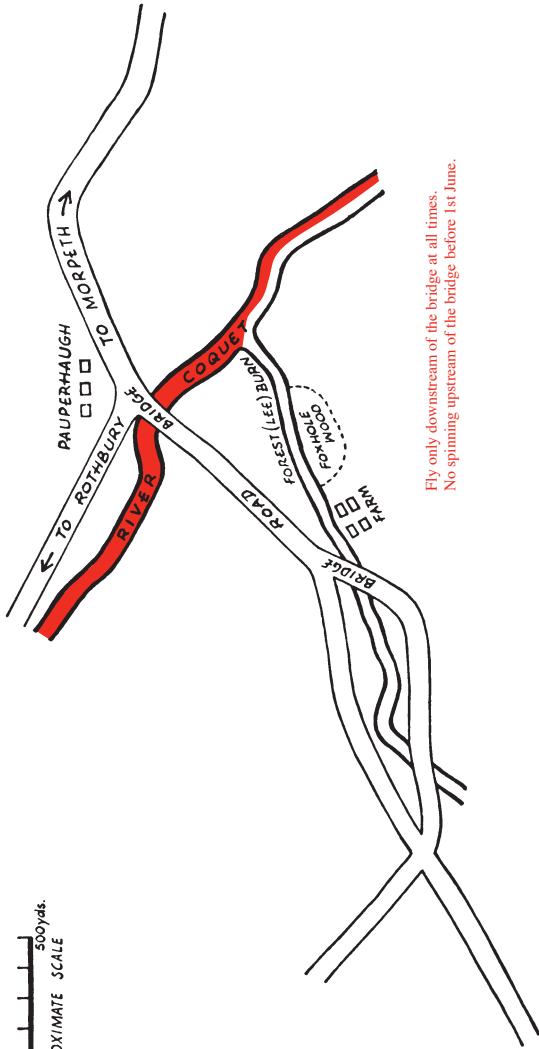 PAUPERHAUGH
TO ROTHBURY
TO MORPETH
BRIDGE
RIVER
COQUET
ROAD
FOREST (LEE) BURN
FOXHOLE
WOOD
FARM
BRIDGE
500yds.
OXIMATE SCALE
Fly only downstream of the bridge at all times.
No spinning upstream of the bridge before 1st June.